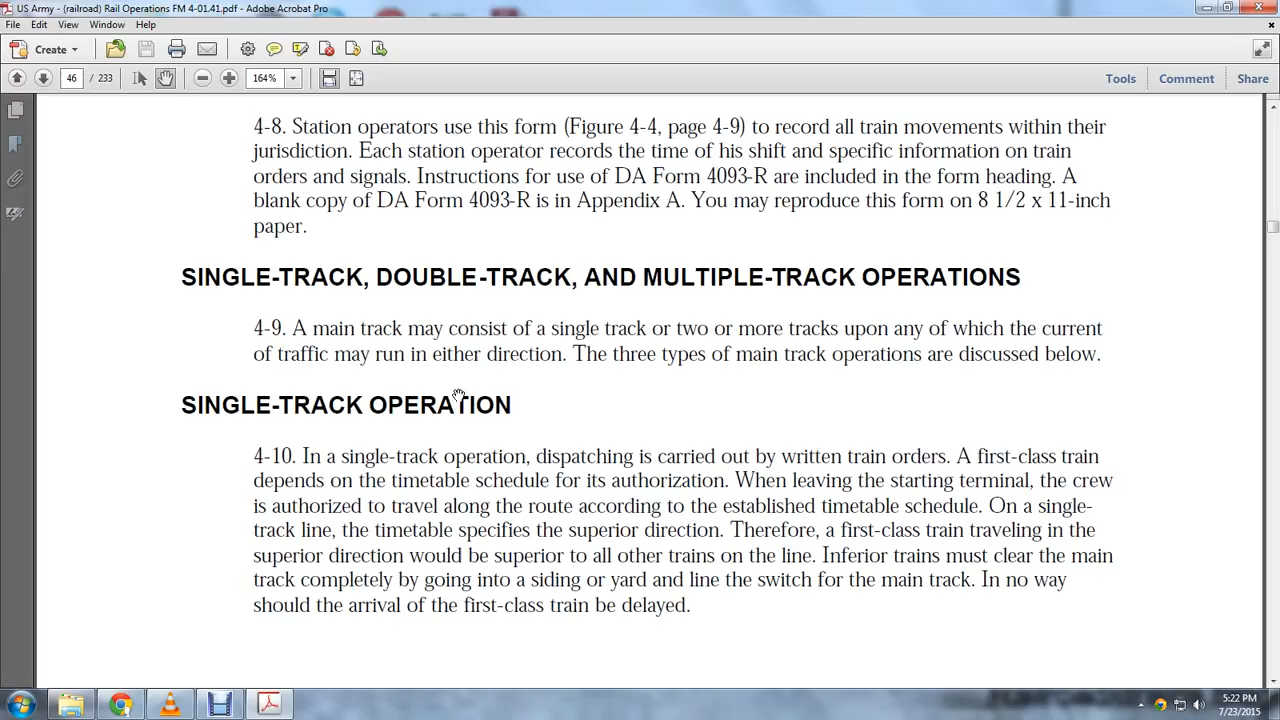 US Army - (railroad) Rail Operations FM 4-01.41.pdf - Adobe Acrobat Pro
File Edit View Window Help
Create
46 / 233 164% Tools Comment Share
4-8. Station operators use this form (Figure 4-4, page 4-9) to record all train movements within their
jurisdiction. Each station operator records the time of his shift and specific information on train
orders and signals. Instructions for use of DA Form 4093-R are included in the form heading. A
blank copy of DA Form 4093-R is in Appendix A. You may reproduce this form on 8 1/2 x 11-inch
paper.
SINGLE-TRACK, DOUBLE-TRACK, AND MULTIPLE-TRACK OPERATIONS
4-9. A main track may consist of a single track or two or more tracks upon any of which the current
of traffic may run in either direction. The three types of main track operations are discussed below.
SINGLE-TRACK OPERATION
4-10. In a single-track operation, dispatching is carried out by written train orders. A first-class train
depends on the timetable schedule for its authorization. When leaving the starting terminal, the crew
is authorized to travel along the route according to the established timetable schedule. On a single-
track line, the timetable specifies the superior direction. Therefore, a first-class train traveling in the
superior direction would be superior to all other trains on the line. Inferior trains must clear the main
track completely by going into a siding or yard and line the switch for the main track. In no way
should the arrival of the first-class train be delayed.
5:22 PM
7/23/2015